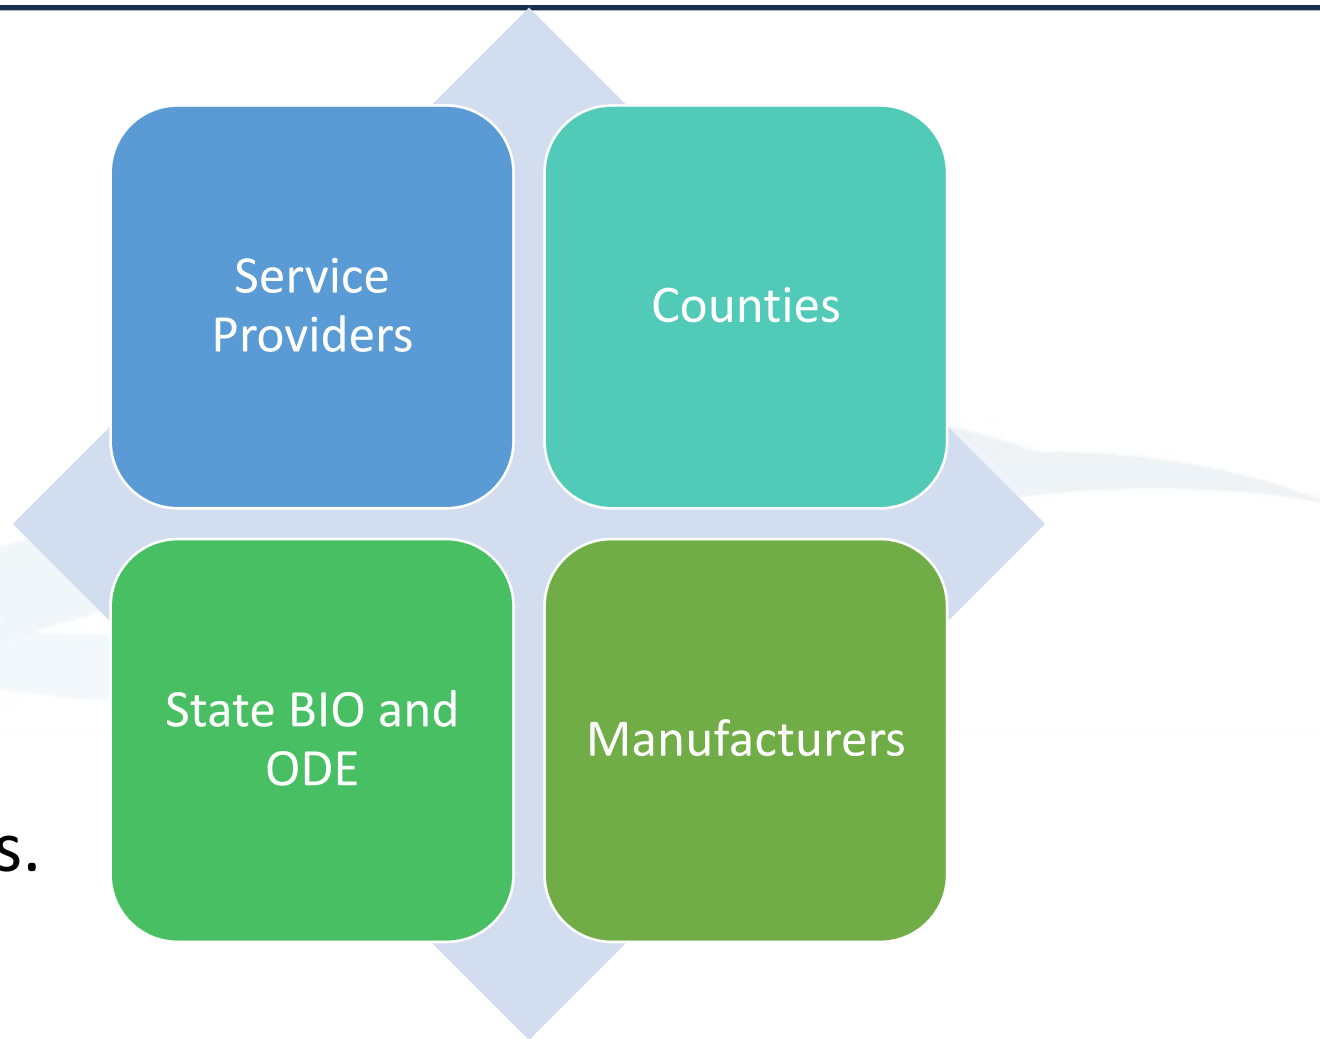 Service
Providers
Counties
State BIO and
ODE
Manufacturers
s.